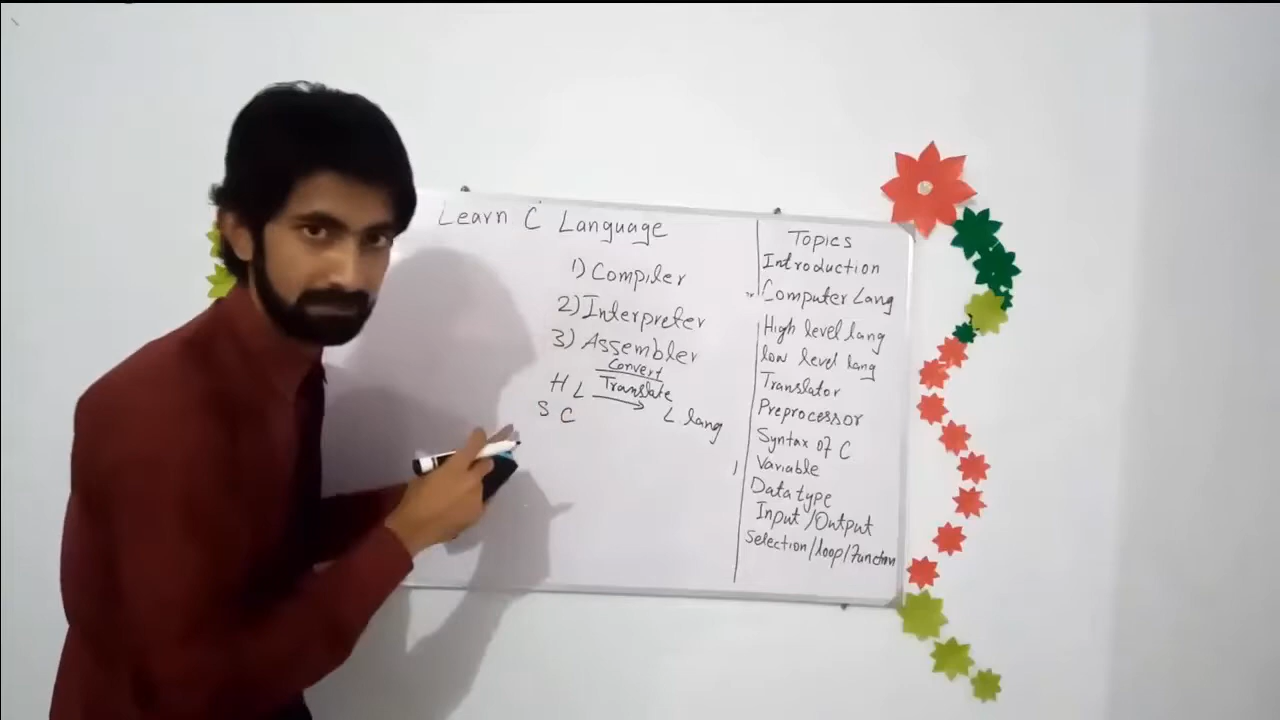 Learn C Language
1) Compiler
2) Interpreter
3) Assembler
Convert
H L Translate L lang
S C
Topics
Introduction
Computer Lang
High level lang
low level lang
Translator
Preprocessor
Syntax of C
Variable
Data type
Input/Output
Selection/loop/Function